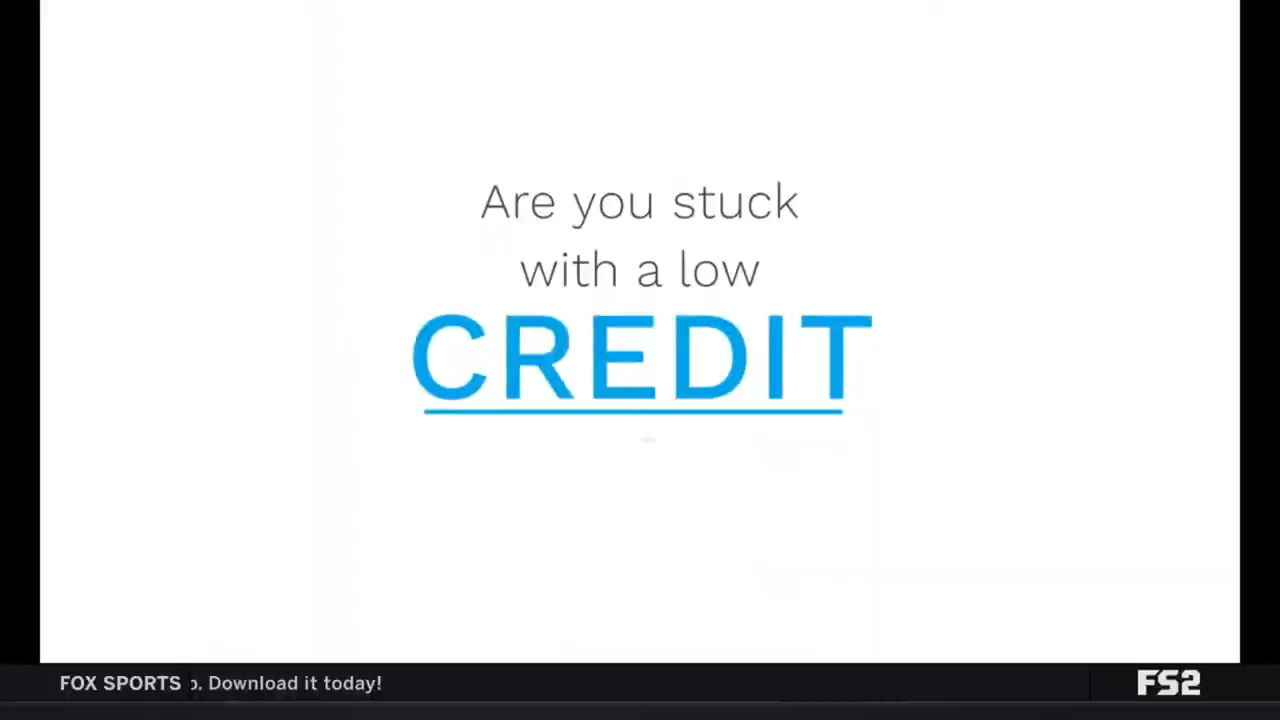 Are you stuck
with a low
CREDIT
FOX SPORTS . Download it today!
FS2